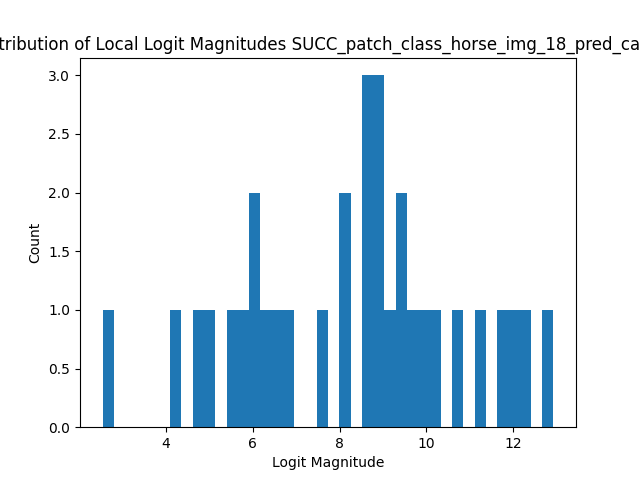 tribution of Local Logit Magnitudes SUCC_patch_class_horse_img_18_pred_ca
3.0
2.5
2.0
1.5
1.0
0.5
0.0
Count
4 6 8 10 12
Logit Magnitude